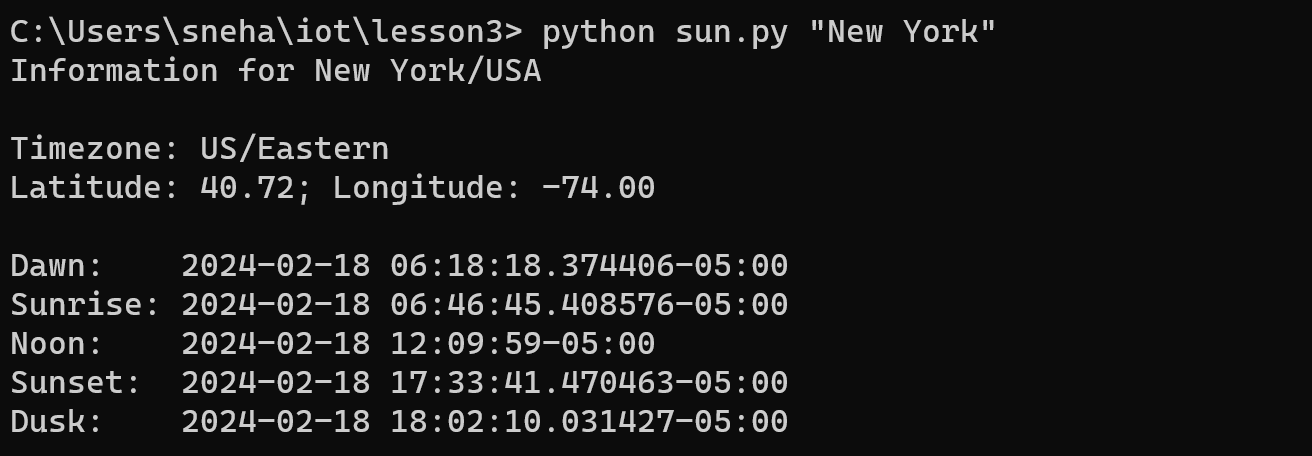 C:\Users\sneha\iot\lesson3> python sun.py "New York"
Information for New York/USA

Timezone: US/Eastern
Latitude: 40.72; Longitude: -74.00

Dawn:    2024-02-18 06:18:18.374406-05:00
Sunrise: 2024-02-18 06:46:45.408576-05:00
Noon:    2024-02-18 12:09:59-05:00
Sunset:  2024-02-18 17:33:41.470463-05:00
Dusk:    2024-02-18 18:02:10.031427-05:00